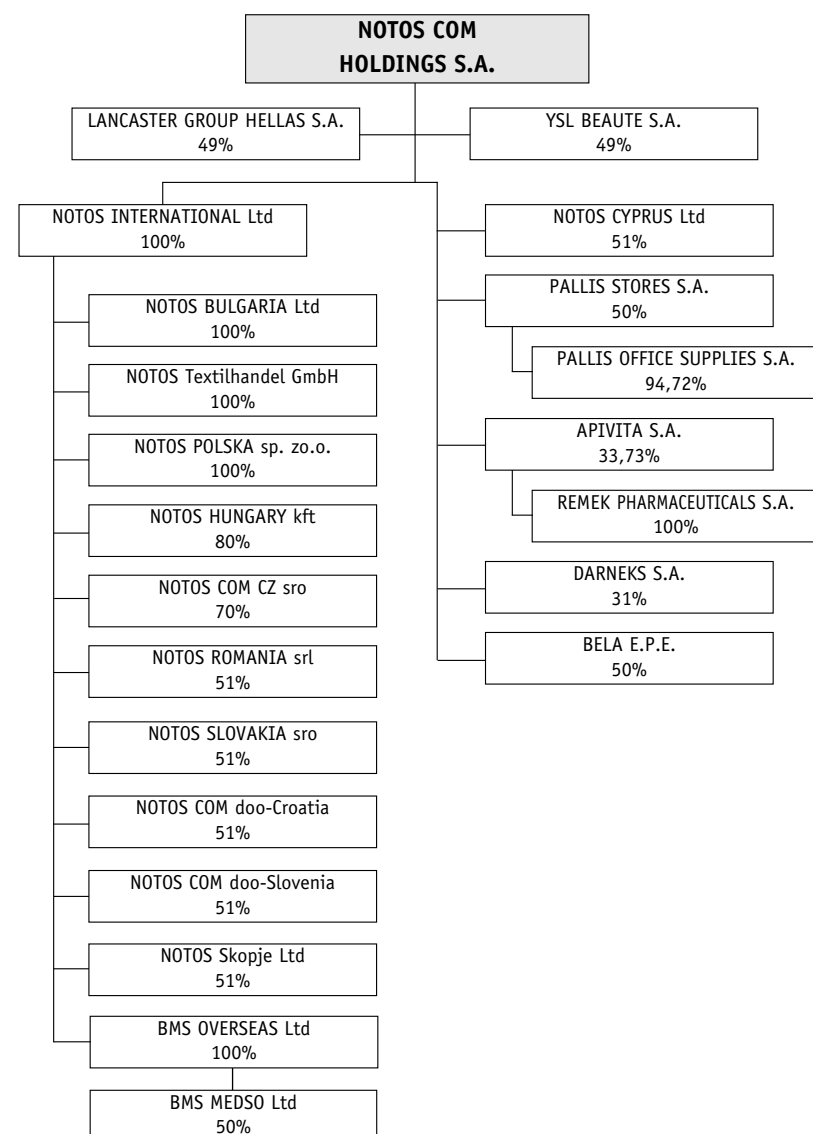 NOTOS COM
HOLDINGS S.A.
LANCASTER GROUP HELLAS S.A.
49%
YSL BEAUTE S.A.
49%
NOTOS INTERNATIONAL Ltd
100%
NOTOS BULGARIA Ltd
100%
NOTOS Textilhandel GmbH
100%
NOTOS POLSKA sp. zo.o.
100%
NOTOS HUNGARY kft
80%
NOTOS COM CZ sro
70%
NOTOS ROMANIA srl
51%
NOTOS SLOVAKIA sro
51%
NOTOS COM doo-Croatia
51%
NOTOS COM doo-Slovenia
51%
NOTOS Skopje Ltd
51%
BMS OVERSEAS Ltd
100%
BMS MEDSO Ltd
50%
NOTOS CYPRUS Ltd
51%
PALLIS STORES S.A.
50%
PALLIS OFFICE SUPPLIES S.A.
94,72%
APIVITA S.A.
33,73%
REMEK PHARMACEUTICALS S.A.
100%
DARNEKS S.A.
31%
BELA E.P.E.
50%